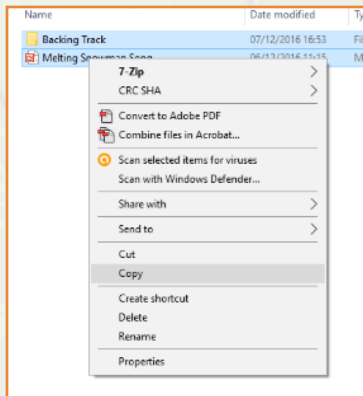 Name Date modified Ty
Backing Track 07/12/2016 16:53 Fil
Melting Snowman Song 06/12/2016 11:15 M
7-Zip
CRC SHA
Convert to Adobe PDF
Combine files in Acrobat...
Scan selected items for viruses
Scan with Windows Defender...
Share with
Send to
Cut
Copy
Create shortcut
Delete
Rename
Properties